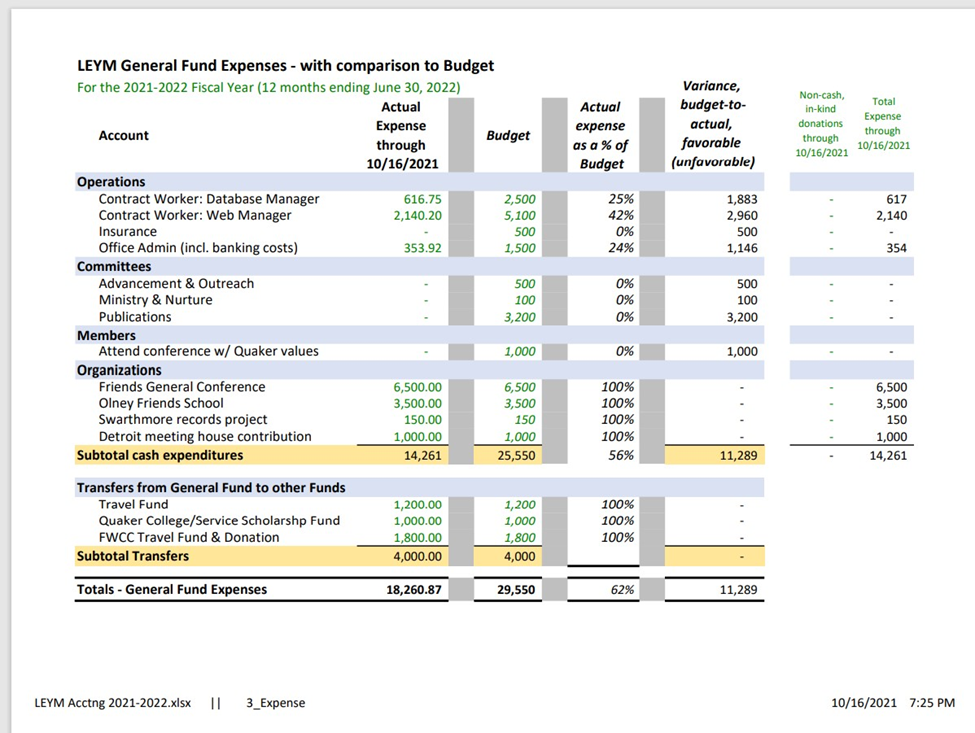 LEYM General Fund Expenses - with comparison to Budget
For the 2021-2022 Fiscal Year (12 months ending June 30, 2022)
Account
Actual Expense through 10/16/2021
Budget
Actual expense as a % of Budget
Variance, budget-to-actual, favorable (unfavorable)
Non-cash, in-kind donations through 10/16/2021
Total Expense through 10/16/2021
Operations
Contract Worker: Database Manager 616.75 2,500 25% 1,883 - 617
Contract Worker: Web Manager 2,140.20 5,100 42% 2,960 - 2,140
Insurance - 500 0% 500 - -
Office Admin (incl. banking costs) 353.92 1,500 24% 1,146 - 354
Committees
Advancement & Outreach - 500 0% 500 - -
Ministry & Nurture - 100 0% 100 - -
Publications - 3,200 0% 3,200 - -
Members
Attend conference w/ Quaker values - 1,000 0% 1,000 - -
Organizations
Friends General Conference 6,500.00 6,500 100% - - 6,500
Olney Friends School 3,500.00 3,500 100% - - 3,500
Swarthmore records project 150.00 150 100% - - 150
Detroit meeting house contribution 1,000.00 1,000 100% - - 1,000
Subtotal cash expenditures 14,261 25,550 56% 11,289 - 14,261
Transfers from General Fund to other Funds
Travel Fund 1,200.00 1,200 100% -
Quaker College/Service Scholarshp Fund 1,000.00 1,000 100% -
FWCC Travel Fund & Donation 1,800.00 1,800 100% -
Subtotal Transfers 4,000.00 4,000 -
Totals - General Fund Expenses 18,260.87 29,550 62% 11,289
LEYM Acctng 2021-2022.xlsx || 3_Expense 10/16/2021 7:25 PM